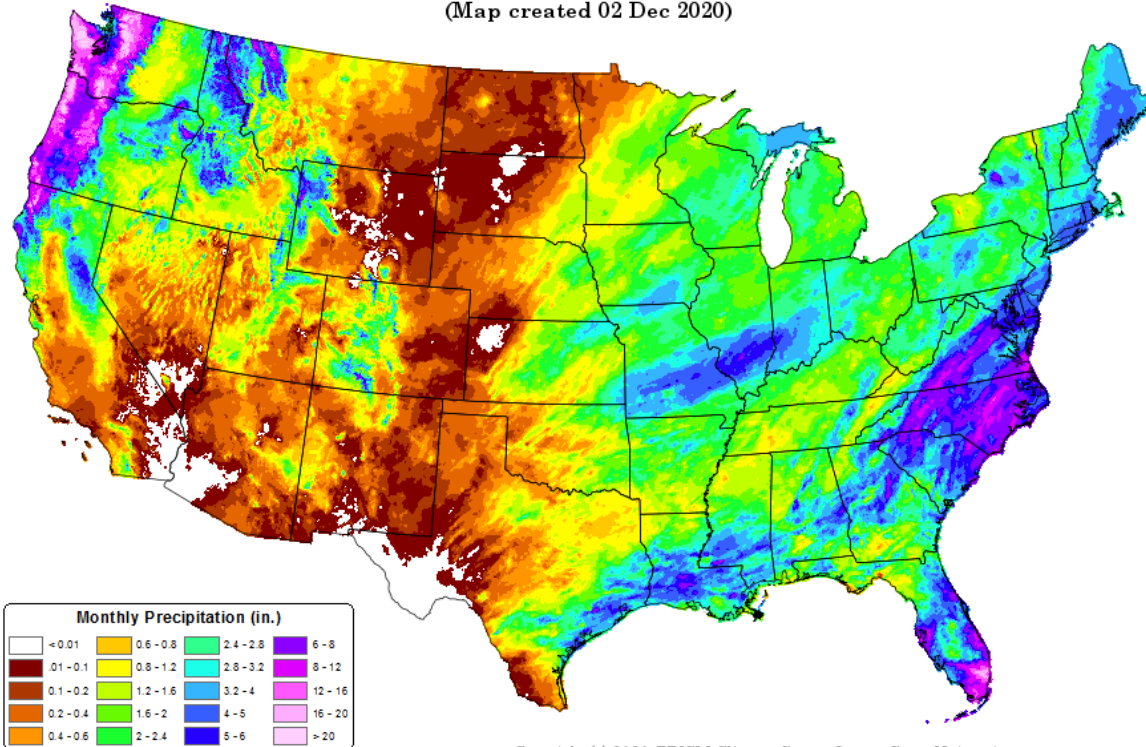 (Map created 02 Dec 2020)
Monthly Precipitation (in.)
< 0.01 0.6 - 0.8 2.4 - 2.8 6 - 8
.01 - 0.1 0.8 - 1.2 2.8 - 3.2 8 - 12
0.1 - 0.2 1.2 - 1.6 3.2 - 4 12 - 16
0.2 - 0.4 1.6 - 2 4 - 5 16 - 20
0.4 - 0.6 2 - 2.4 5 - 6 > 20